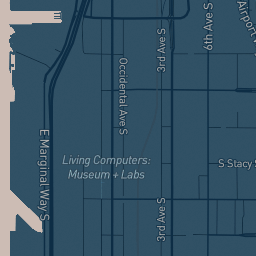 Airport
6th Ave S
3rd Ave S
Occidental Ave S
E Marginal Way S
Living Computers:
Museum + Labs
S Stacy S
3rd Ave S